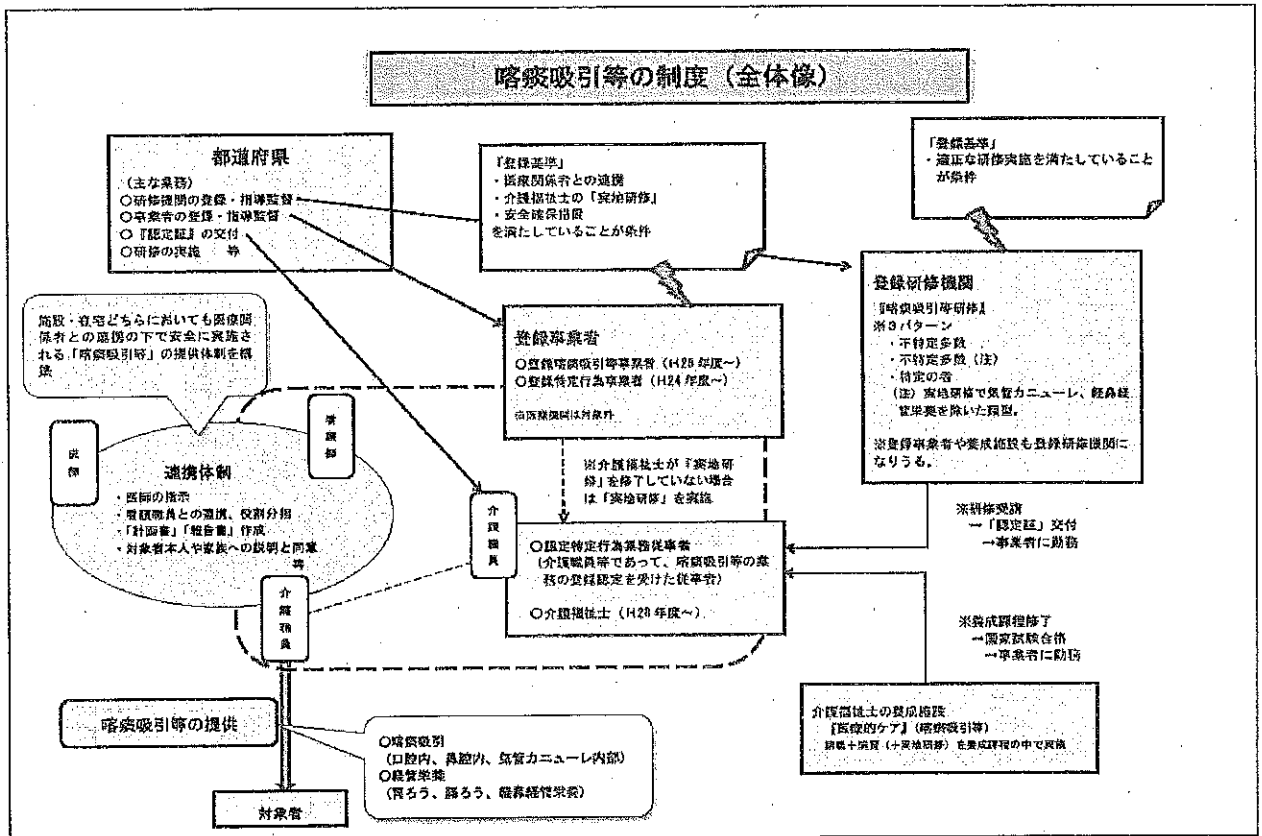 喀痰吸引等の制度（全体像）
都道府県
（主な業務）
○研修機関の登録・指導監督
○事業者の登録・指導監督
○『認定証』の交付
○研修の実施　等
『登録基準』
・医療関係者との連携
・介護福祉士の『実地研修』
・安全確保措置
を満たしていることが条件
『登録基準』
・適正な研修実施を満たしていること
が条件
施設・在宅どちらにおいても医療関
係者との連携の下で安全に実施さ
れる「喀痰吸引等」の提供体制を構
築
登録事業者
○登録喀痰吸引等事業者（H28年度～）
○登録特定行為事業者（H24年度～）
※医療機関は対象外
登録研修機関
『喀痰吸引等研修』
※3パターン
・不特定多数
・不特定多数（注）
・特定の者
（注）実地研修で気管カニューレ、経鼻経
管栄養を除いた類型。
※登録事業者や養成施設も登録研修機関に
なりうる。
医師
看護師
連携体制
・医師の指示
・看護職員との連携、役割分担
・「計画書」「報告書」作成
・対象者本人や家族への説明と同意
等
介護職員
※介護福祉士が『実地研
修』を修了していない場合
は『実地研修』を実施
介護職員
○認定特定行為業務従事者
（介護職員等であって、喀痰吸引等の業
務の登録認定を受けた従事者）
○介護福祉士（H28年度～）
※研修受講
→『認定証』交付
→事業者に勤務
※養成課程修了
→国家試験合格
→事業者に勤務
介護福祉士の養成施設
『医療的ケア』（喀痰吸引等）
講義＋演習（＋実地研修）を養成課程の中で実施
喀痰吸引等の提供
○喀痰吸引
（口腔内、鼻腔内、気管カニューレ内部）
○経管栄養
（胃ろう、腸ろう、経鼻経管栄養）
対象者